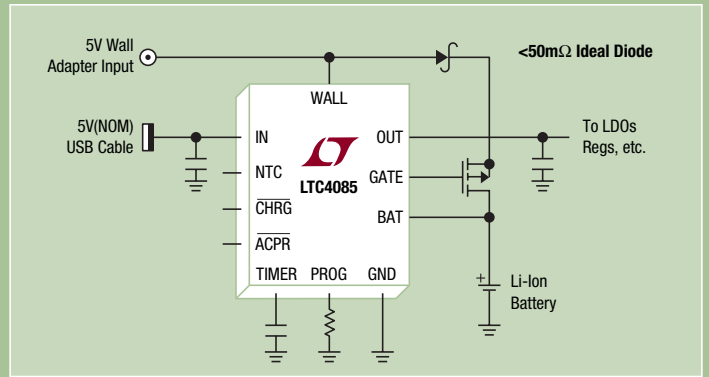 5V Wall
Adapter Input
<50mΩ Ideal Diode
WALL
5V(NOM)
USB Cable
IN
OUT
To LDOs
Regs, etc.
NTC
LTC4085
GATE
CHRG
BAT
ACPR
TIMER PROG GND
+
Li-Ion
Battery